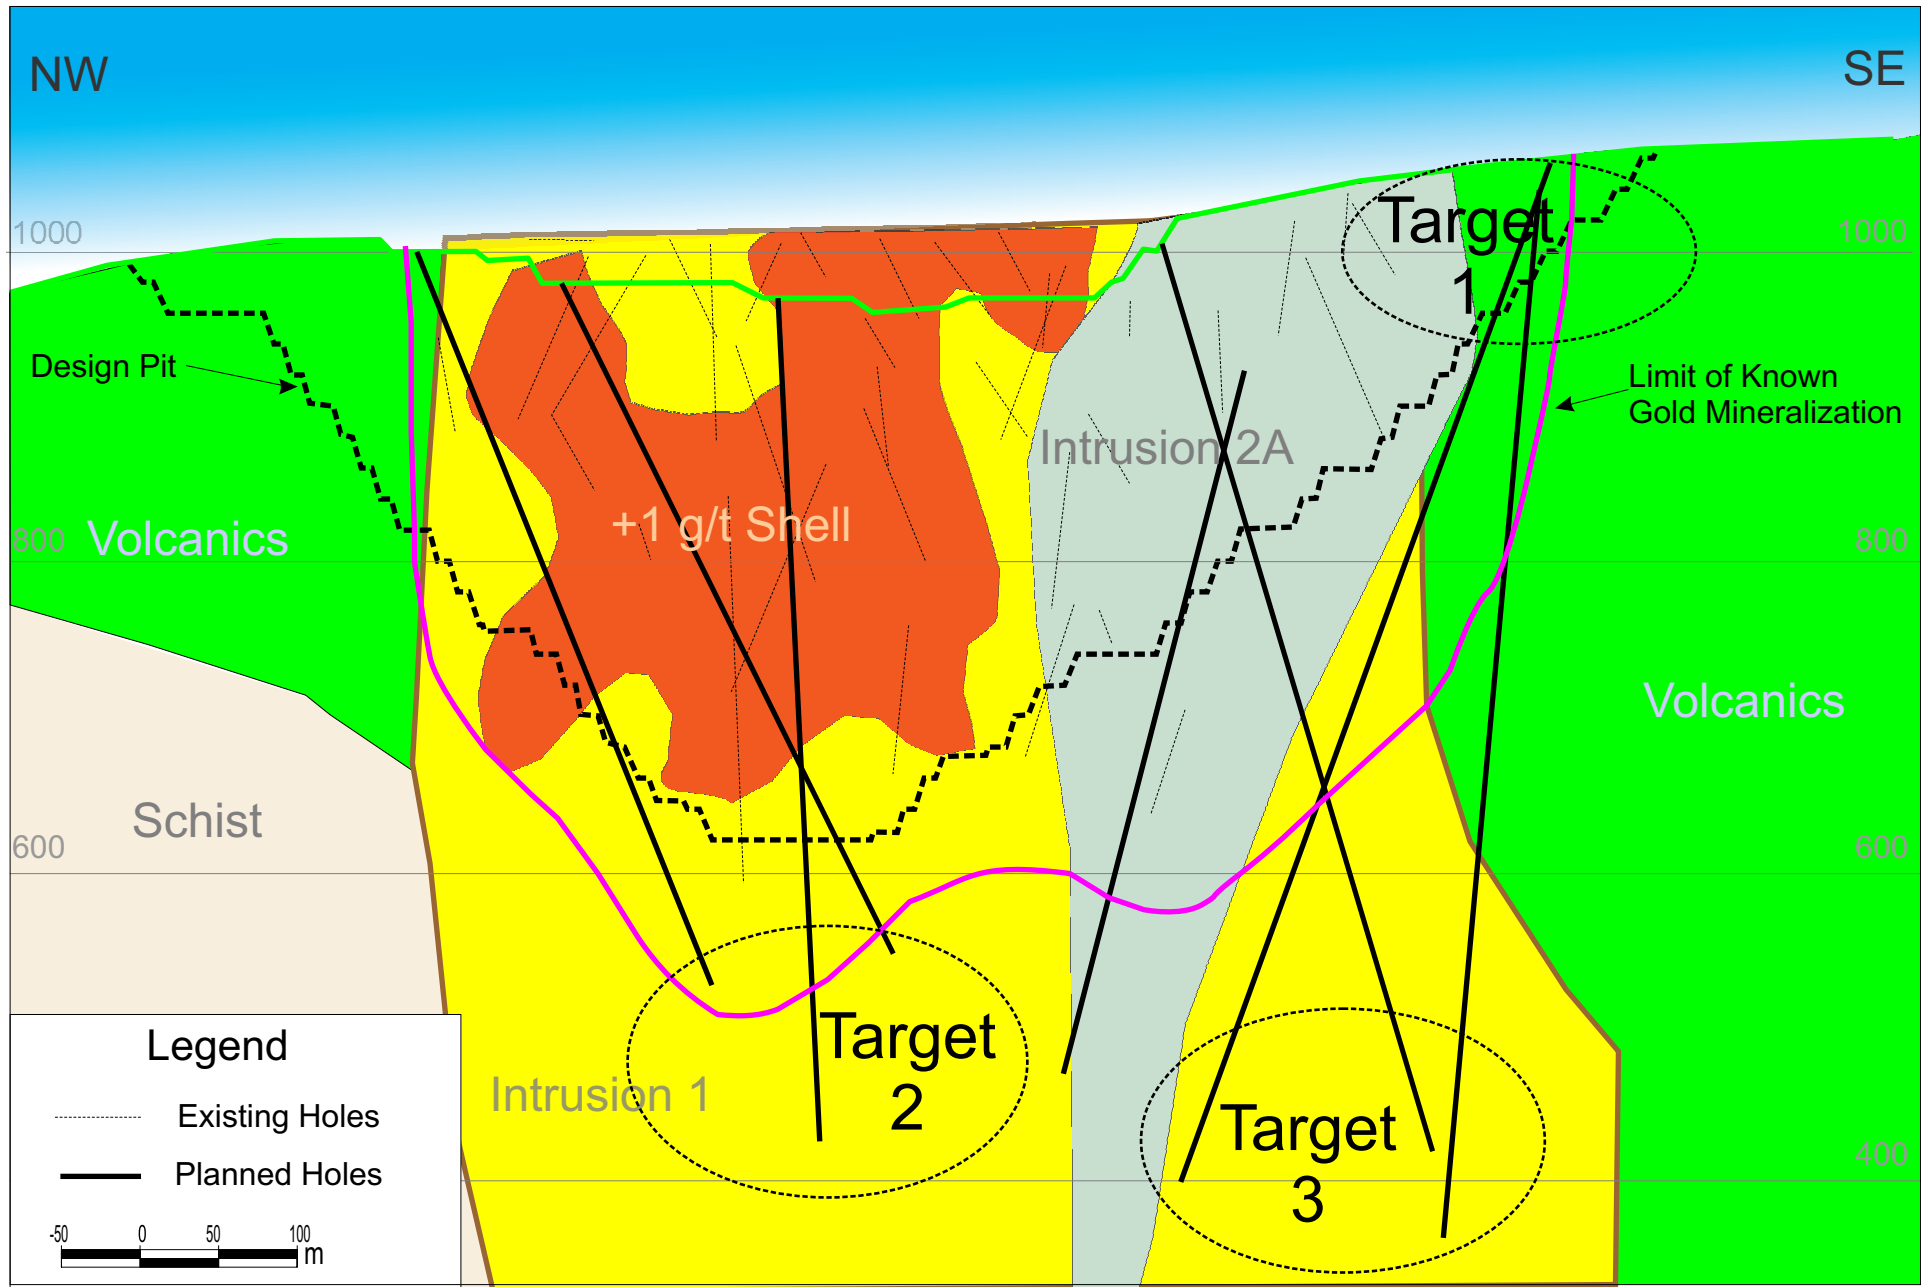 NW
SE
1000
1000
Target
1
Design Pit
Limit of Known
Gold Mineralization
Intrusion 2A
+1 g/t Shell
Volcanics
800
800
Volcanics
Schist
600
600
Target
2
Intrusion 1
Target
3
400
Legend
Existing Holes
Planned Holes
-50 0 50 100
m